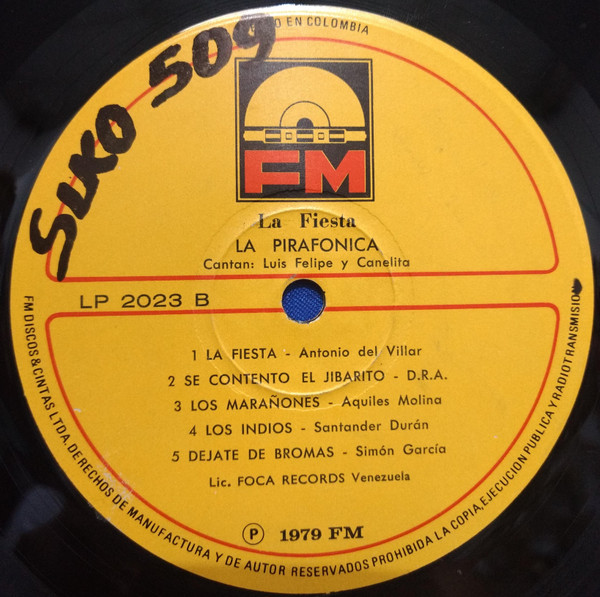 O EN COLOMBIA
SLKO 509
FM
La Fiesta
LA PIRAFONICA
Cantan: Luis Felipe y Canelita
LP 2023 B
1 LA FIESTA - Antonio del Villar
2 SE CONTENTO EL JIBARITO - D.R.A.
3 LOS MARAÑONES - Aquiles Molina
4 LOS INDIOS - Santander Durán
5 DEJATE DE BROMAS - Simón García
Lic. FOCA RECORDS Venezuela
Ⓟ 1979 FM
FM DISCOS & CINTAS LTDA. DERECHOS DE MANUFACTURA Y DE AUTOR RESERVADOS PROHIBIDA LA COPIA, EJECUCION PUBLICA Y RADIOTRANSMISION